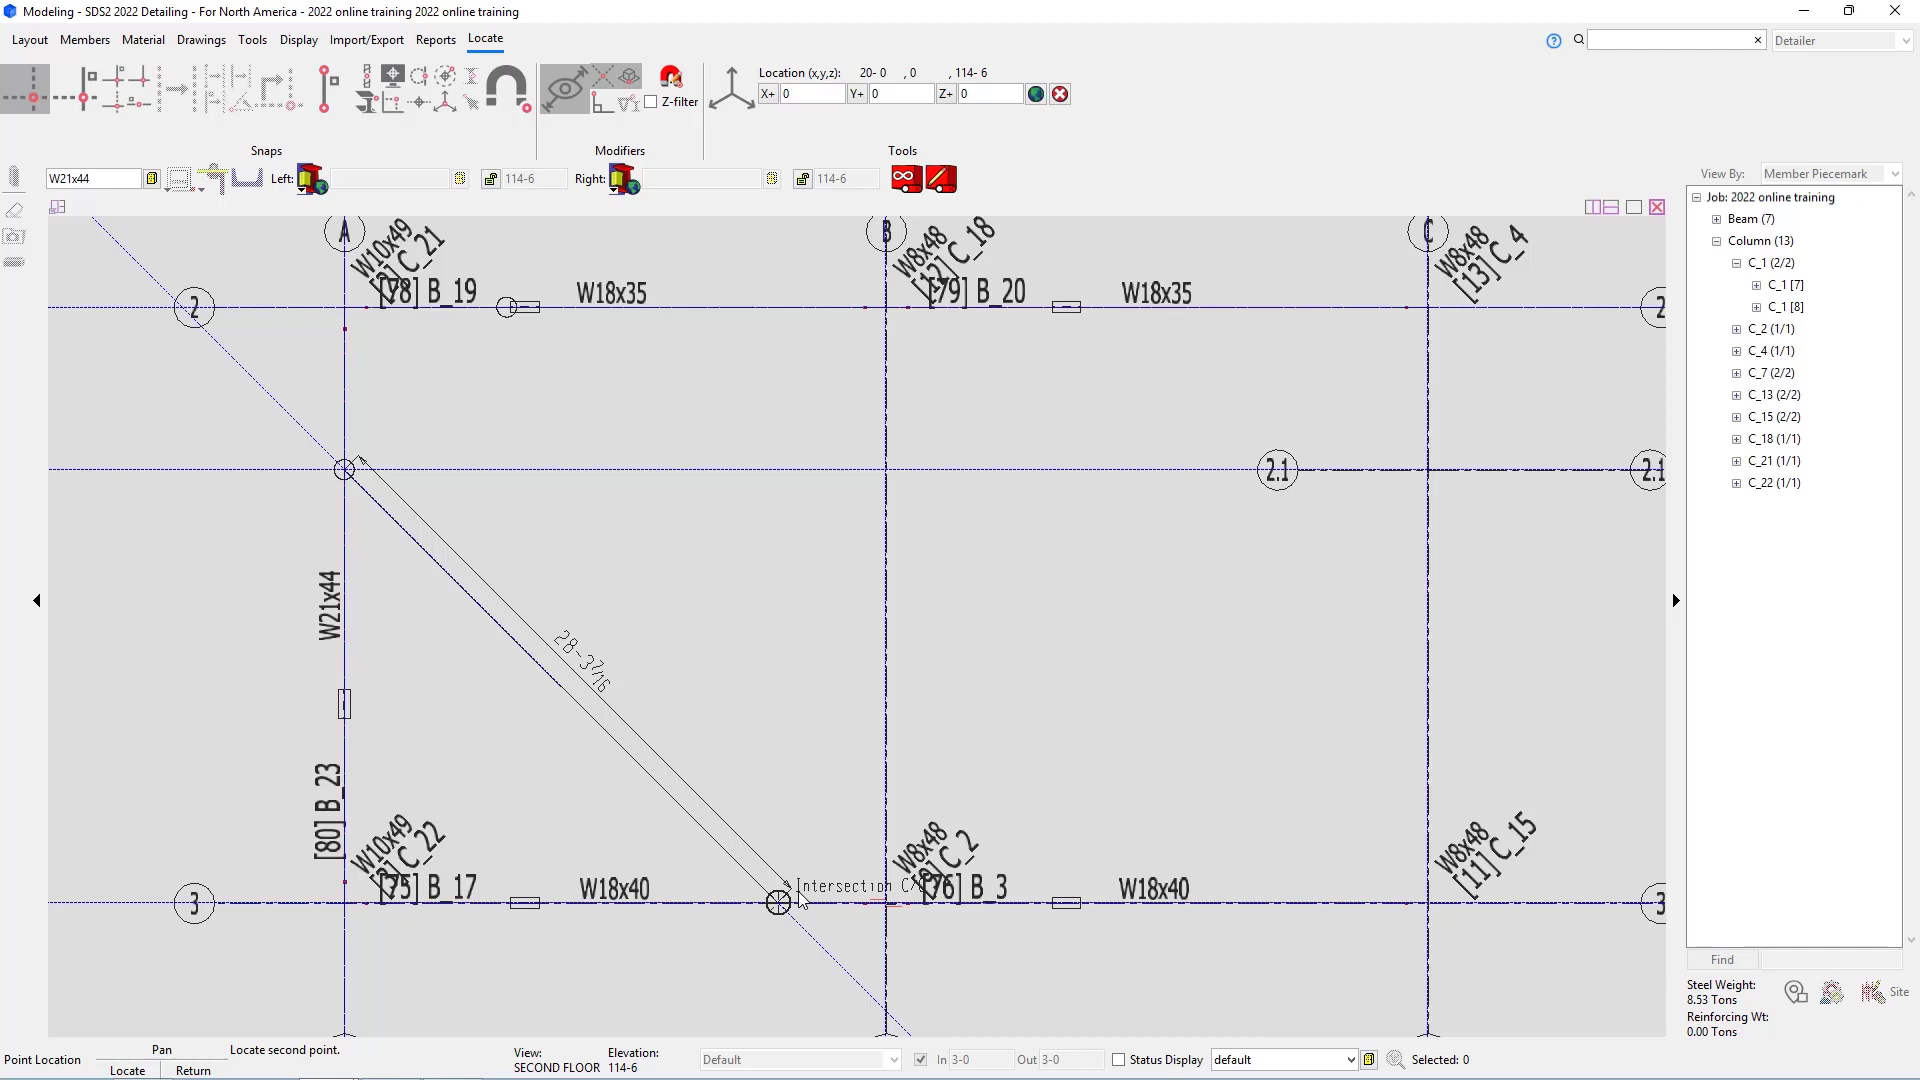 Modeling - SDS2 2022 Detailing - For North America - 2022 online training 2022 online training
Layout Members Material Drawings Tools Display Import/Export Reports Locate
Detailer
Location (x,y,z): 20- 0 , 0 , 114- 6
X+ 0 Y+ 0 Z+ 0
Z-filter
Snaps Modifiers Tools
W21x44 Left: 114-6 Right: 114-6
View By: Member Piecemark
Job: 2022 online training
Beam (7)
Column (13)
C_1 (2/2)
C_1 [7]
C_1 [8]
C_2 (1/1)
C_4 (1/1)
C_7 (2/2)
C_13 (2/2)
C_15 (2/2)
C_18 (1/1)
C_21 (1/1)
C_22 (1/1)
A B C
W10x49
C_21
W8x48
[12] C_18
W8x48
[13] C_4
2 [78] B_19 W18x35 [79] B_20 W18x35 2
2.1 2.1
W21x44
28-3 7/16
[80] B_23
W10x49
C_22
W8x48
C_2
W8x48
[11] C_15
Intersection
3 [75] B_17 W18x40 [76] B_3 W18x40 3
Find
Steel Weight:
8.53 Tons
Reinforcing Wt:
0.00 Tons
Site
Point Location
Pan
Locate second point.
Locate Return
View:
SECOND FLOOR
Elevation:
114-6
Default In 3-0 Out 3-0 Status Display default Selected: 0